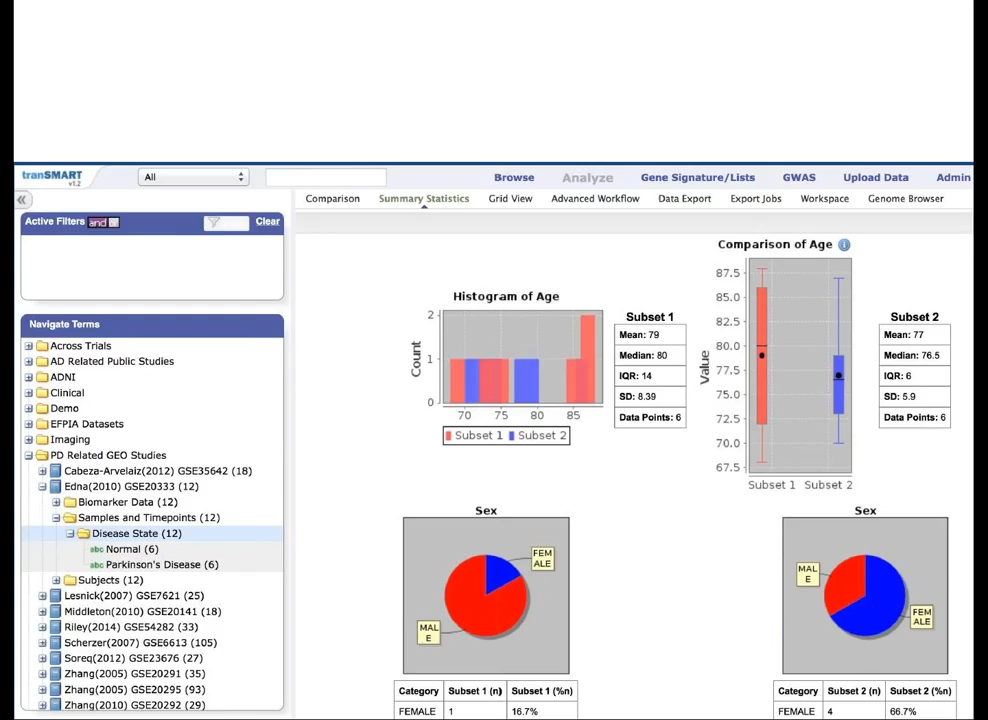 tranSMART
v1.2
All
Browse Analyze Gene Signature/Lists GWAS Upload Data Admin
Comparison Summary Statistics Grid View Advanced Workflow Data Export Export Jobs Workspace Genome Browser
Active Filters and or Clear
Navigate Terms
Across Trials
AD Related Public Studies
ADNI
Clinical
Demo
EFPIA Datasets
Imaging
PD Related GEO Studies
Cabeza-Arvelaiz(2012) GSE35642 (18)
Edna(2010) GSE20333 (12)
Biomarker Data (12)
Samples and Timepoints (12)
Disease State (12)
abc Normal (6)
abc Parkinson's Disease (6)
Subjects (12)
Lesnick(2007) GSE7621 (25)
Middleton(2010) GSE20141 (18)
Riley(2014) GSE54282 (33)
Scherzer(2007) GSE6613 (105)
Soreq(2012) GSE23676 (27)
Zhang(2005) GSE20291 (35)
Zhang(2005) GSE20295 (93)
Zhang(2010) GSE20292 (29)
Histogram of Age
Count
2
1
0
70 75 80 85
Subset 1 Subset 2
Subset 1
Mean: 79
Median: 80
IQR: 14
SD: 8.39
Data Points: 6
Comparison of Age i
Value
87.5
85.0
82.5
80.0
77.5
75.0
72.5
70.0
67.5
Subset 1 Subset 2
Subset 2
Mean: 77
Median: 76.5
IQR: 6
SD: 5.9
Data Points: 6
Sex
FEM
ALE
MAL
E
Category Subset 1 (n) Subset 1 (%n)
FEMALE 1 16.7%
Sex
MAL
E
FEM
ALE
Category Subset 2 (n) Subset 2 (%n)
FEMALE 4 66.7%